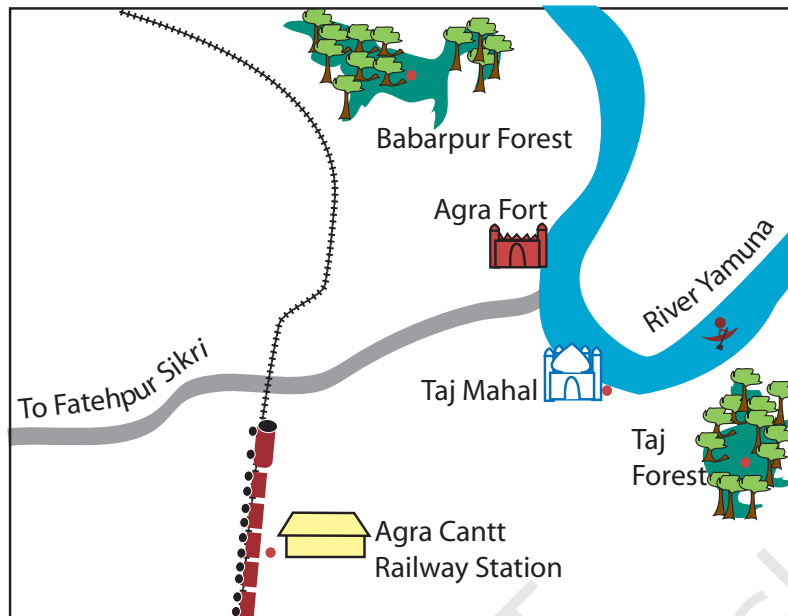 Babarpur Forest
Agra Fort
River Yamuna
To Fatehpur Sikri
Taj Mahal
Taj
Forest
Agra Cantt
Railway Station